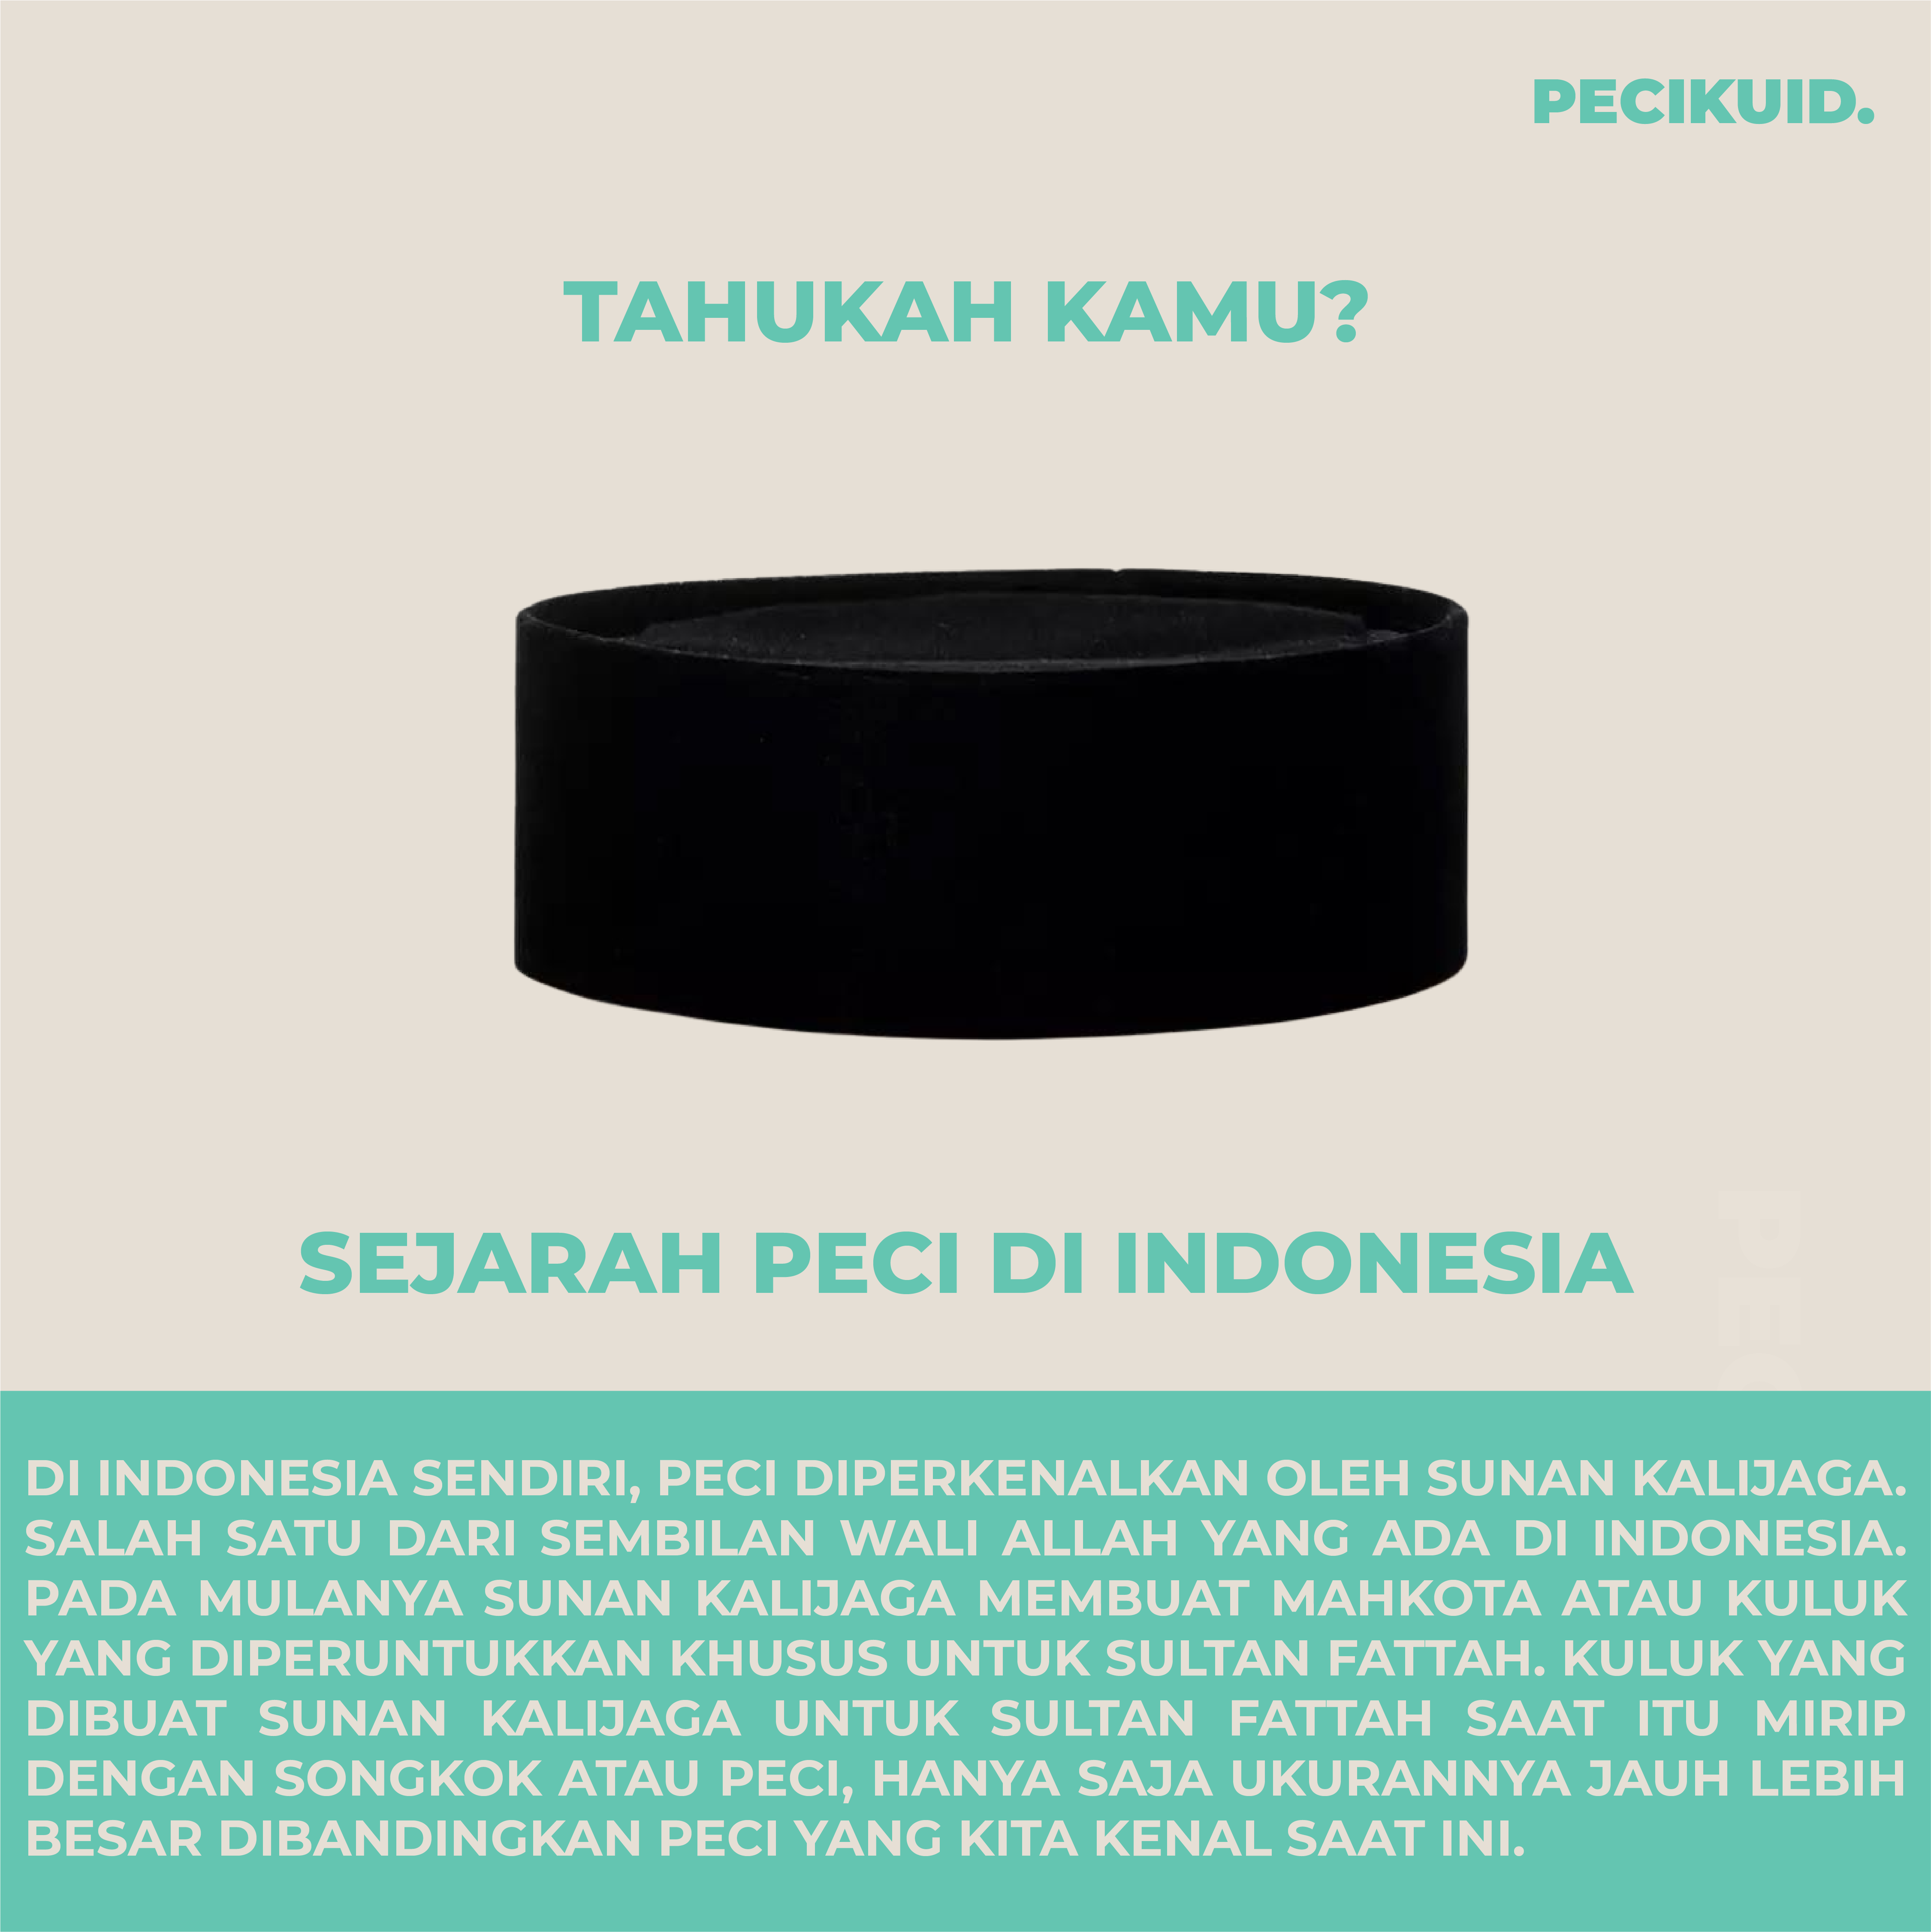 PECIKUID.
TAHUKAH KAMU?
SEJARAH PECI DI INDONESIA
PEC
DI INDONESIA SENDIRI, PECI DIPERKENALKAN OLEH SUNAN KALIJAGA.
SALAH SATU DARI SEMBILAN WALI ALLAH YANG ADA DI INDONESIA.
PADA MULANYA SUNAN KALIJAGA MEMBUAT MAHKOTA ATAU KULUK
YANG DIPERUNTUKKAN KHUSUS UNTUK SULTAN FATTAH. KULUK YANG
DIBUAT SUNAN KALIJAGA UNTUK SULTAN FATTAH SAAT ITU MIRIP
DENGAN SONGKOK ATAU PECI, HANYA SAJA UKURANNYA JAUH LEBIH
BESAR DIBANDINGKAN PECI YANG KITA KENAL SAAT INI.